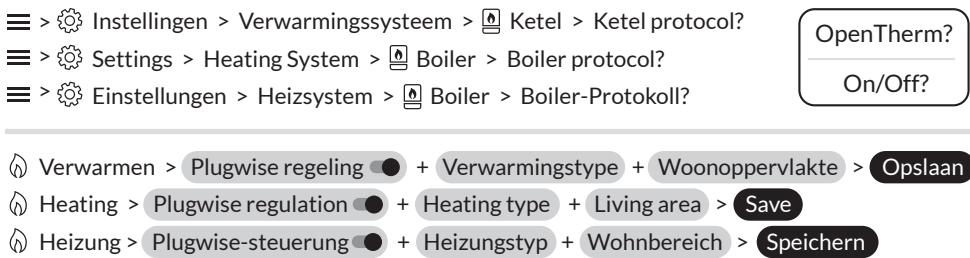 > Instellingen > Verwarmingssysteem > Ketel > Ketel protocol?
> Settings > Heating System > Boiler > Boiler protocol?
> Einstellungen > Heizsystem > Boiler > Boiler-Protokoll?
OpenTherm?
On/Off?
Verwarmen > Plugwise regeling + Verwarmingstype + Woonoppervlakte > Opslaan
Heating > Plugwise regulation + Heating type + Living area > Save
Heizung > Plugwise-steuerung + Heizungstyp + Wohnbereich > Speichern